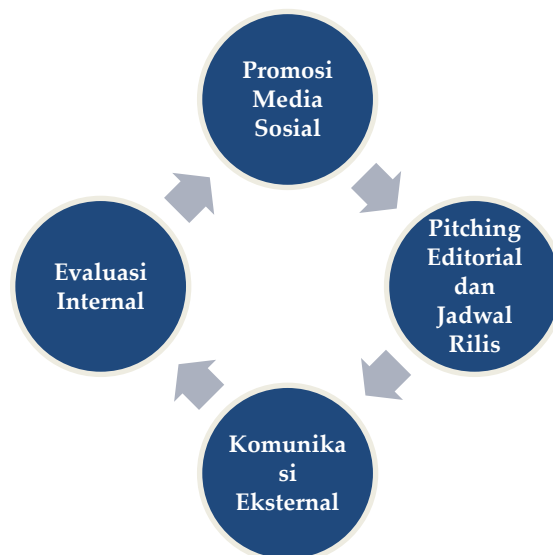 Promosi
Media
Sosial
Pitching
Editorial
dan
Jadwal
Rilis
Komunika
si
Eksternal
Evaluasi
Internal